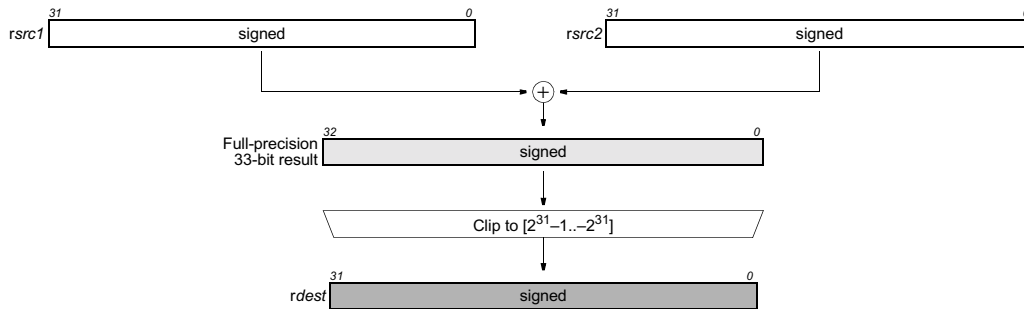 31 0 31
rsrc1 signed rsrc2 signed
+
32 0
Full-precision
33-bit result
signed
Clip to [2^31–1..–2^31]
31 0
rdest signed